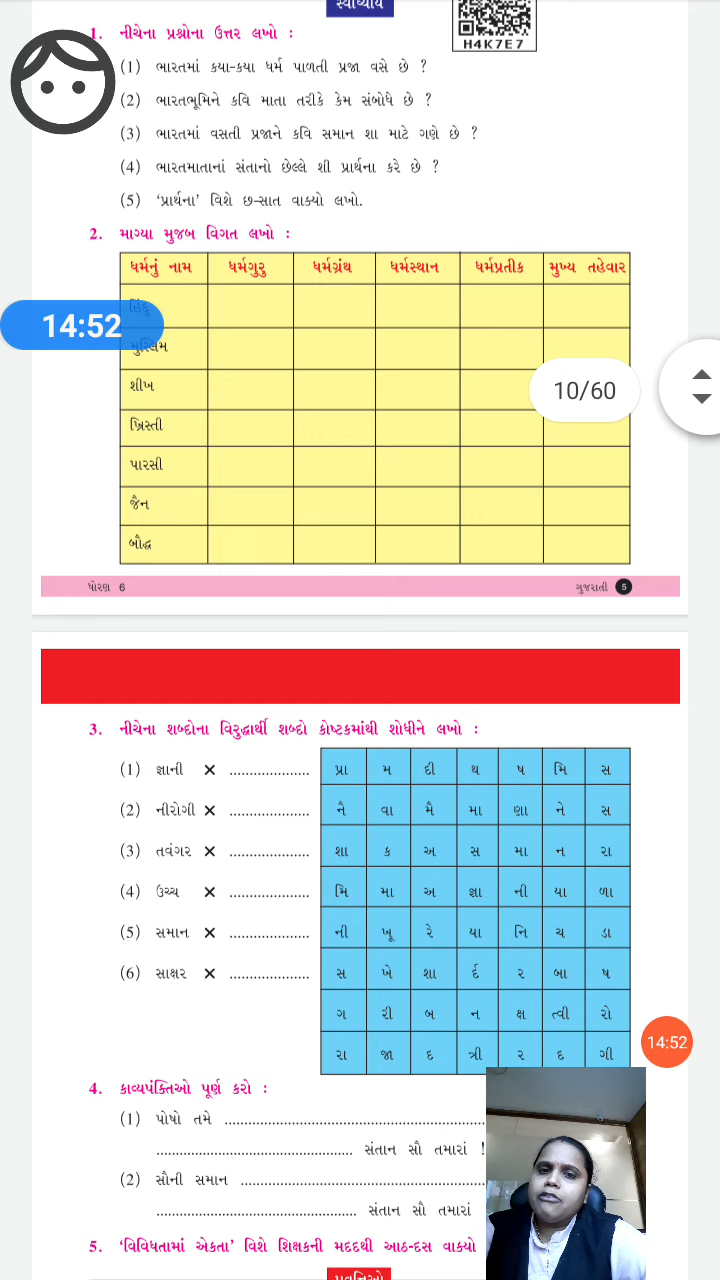 સ્વાધ્યાય
H4K7E7
1. નીચેના પ્રશ્નોના ઉત્તર લખો :
(1) ભારતમાં કયા-કયા ધર્મ પાળતી પ્રજા વસે છે ?
(2) ભારતભૂમિને કવિ માતા તરીકે કેમ સંબોધે છે ?
(3) ભારતમાં વસતી પ્રજાને કવિ સમાન શા માટે ગણે છે ?
(4) ભારતમાતાનાં સંતાનો છેલ્લે શી પ્રાર્થના કરે છે ?
(5) ‘પ્રાર્થના’ વિશે છ-સાત વાક્યો લખો.
2. માગ્યા મુજબ વિગત લખો :
ધર્મનું નામ ધર્મગુરુ ધર્મગ્રંથ ધર્મસ્થાન ધર્મપ્રતીક મુખ્ય તહેવાર
હિંદુ
14:52
મુસ્લિમ
શીખ
10/60
ખ્રિસ્તી
પારસી
જૈન
બૌદ્ધ
ધોરણ 6 ગુજરાતી 5
3. નીચેના શબ્દોના વિરુદ્ધાર્થી શબ્દો કોષ્ટકમાંથી શોધીને લખો :
(1) જ્ઞાની × .................... પ્રા મ દી થ ષ મિ સ
(2) નીરોગી × .................... નૈ વા મૈ મા ણા ને સ
(3) તવંગર × .................... શા ક અ સ મા ન રા
(4) ઉચ્ચ × .................... મિ મા અ જ્ઞા ની યા ળા
(5) સમાન × .................... ની ખૂ રે યા નિ ચ ડા
(6) સાક્ષર × .................... સ ખે શા ર્દ ર બા ષ
ગ રી બ ન ક્ષ ત્વી રો
રા જા દ ત્રી ર દ ગી
14:52
4. કાવ્યપંક્તિઓ પૂર્ણ કરો :
(1) પોષો તમે ..................................................
.................................................. સંતાન સૌ તમારાં !
(2) સૌની સમાન ..................................................
.................................................. સંતાન સૌ તમારાં
5. ‘વિવિધતામાં એકતા’ વિશે શિક્ષકની મદદથી આઠ-દસ વાક્યો